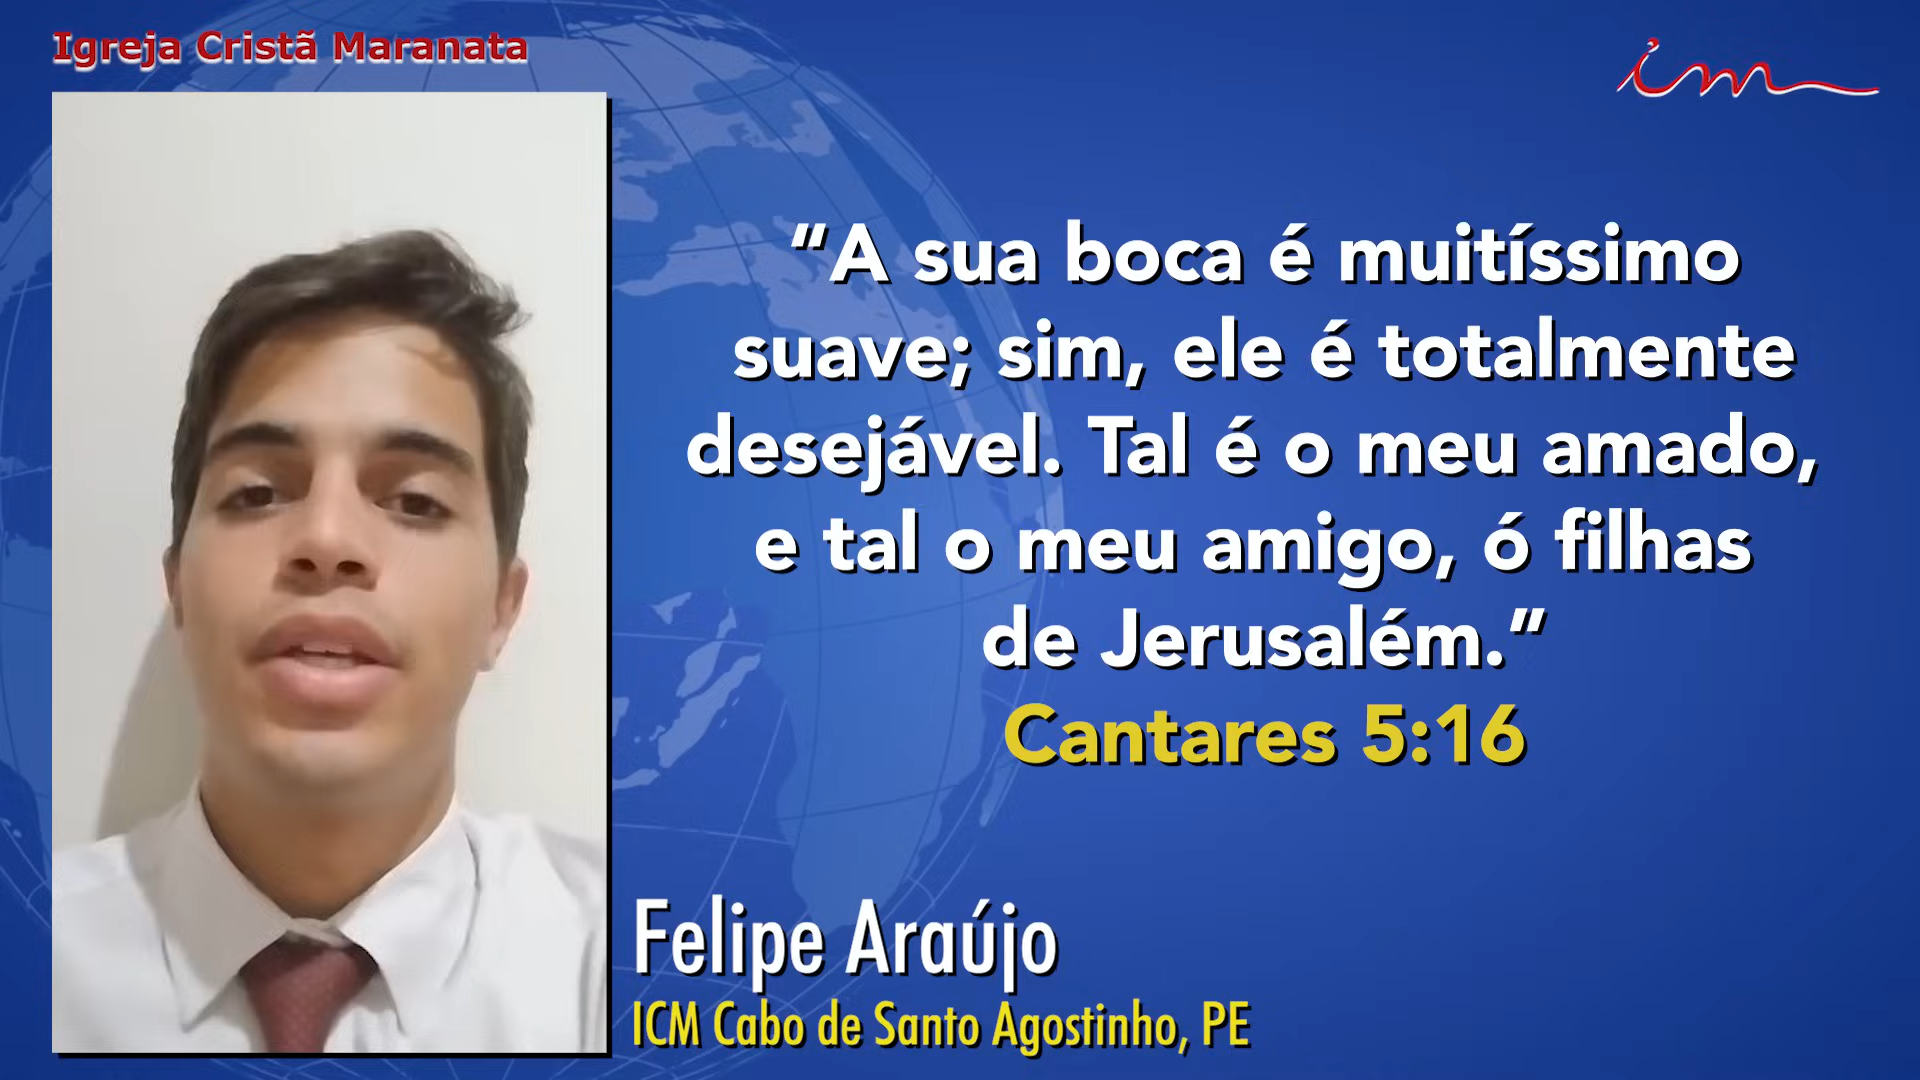 Igreja Cristã Maranata
im
“A sua boca é muitíssimo
suave; sim, ele é totalmente
desejável. Tal é o meu amado,
e tal o meu amigo, ó filhas
de Jerusalém.”
Cantares 5:16
Felipe Araújo
ICM Cabo de Santo Agostinho, PE